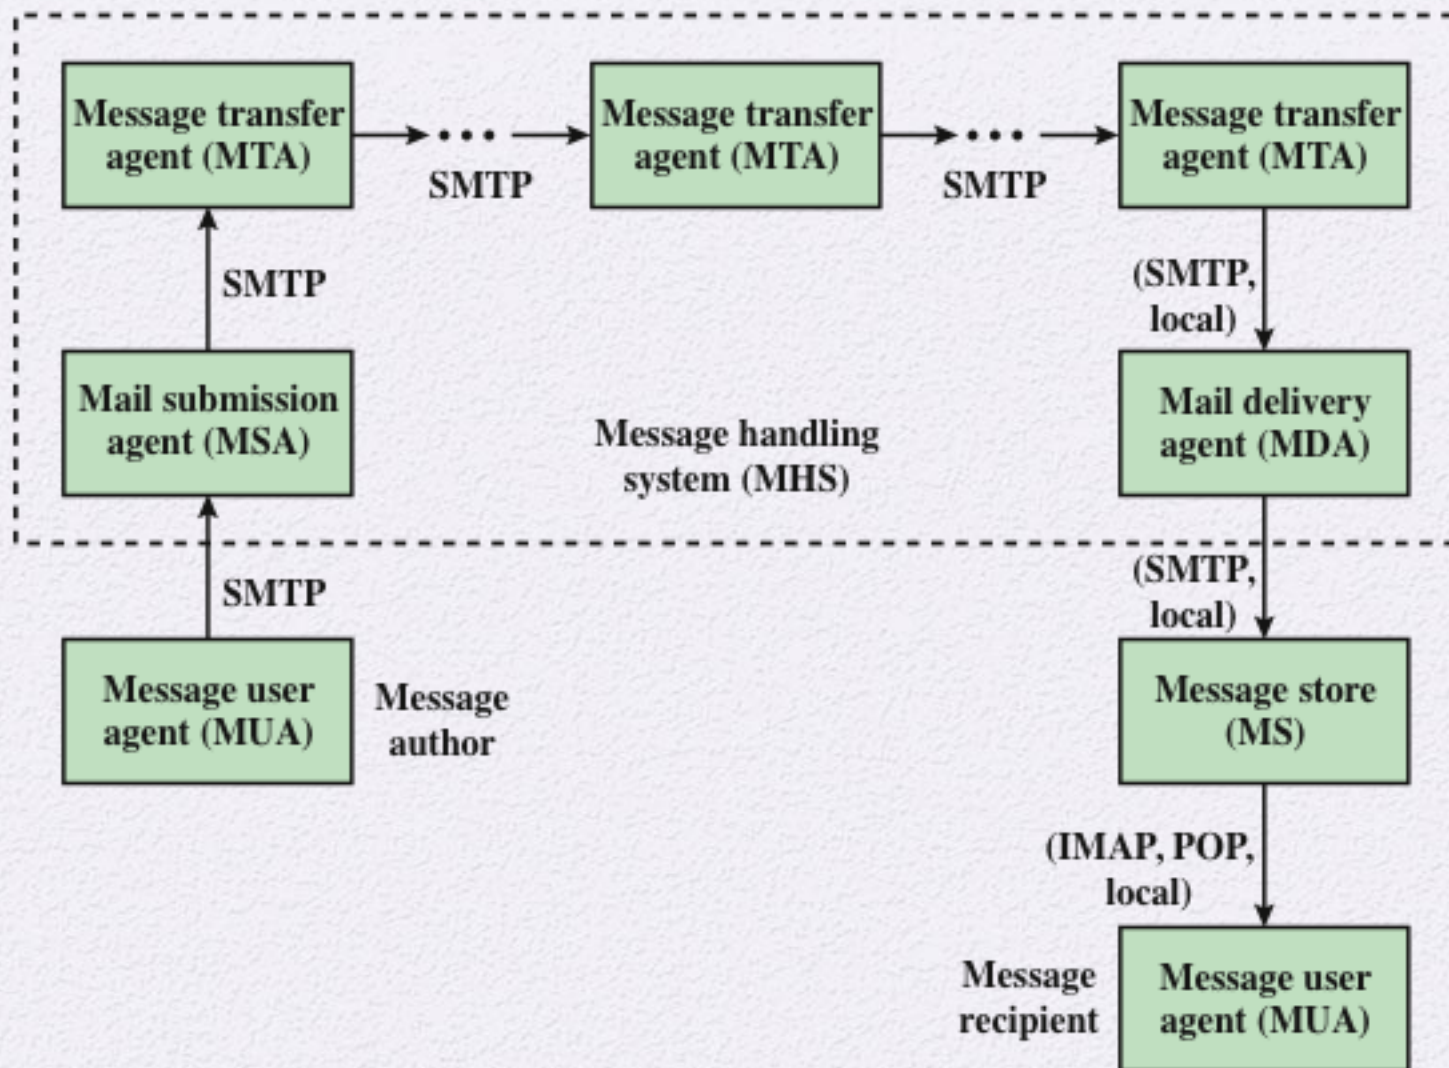 Message transfer
agent (MTA)
SMTP
Message transfer
agent (MTA)
SMTP
Message transfer
agent (MTA)
SMTP
(SMTP,
local)
Mail submission
agent (MSA)
Message handling
system (MHS)
Mail delivery
agent (MDA)
SMTP
(SMTP,
local)
Message user
agent (MUA)
Message
author
Message store
(MS)
(IMAP, POP,
local)
Message
recipient
Message user
agent (MUA)